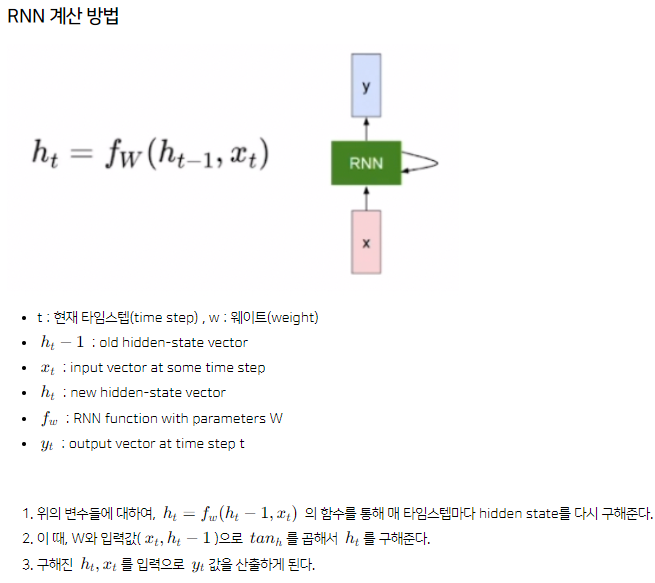 RNN 계산 방법
y
h_t = f_W(h_{t-1}, x_t)
RNN
x
t : 현재 타임스텝(time step) , w : 웨이트(weight)
h_t - 1 : old hidden-state vector
x_t : input vector at some time step
h_t : new hidden-state vector
f_w : RNN function with parameters W
y_t : output vector at time step t
1. 위의 변수들에 대하여, h_t = f_w(h_t - 1, x_t) 의 함수를 통해 매 타임스텝마다 hidden state를 다시 구해준다.
2. 이 때, W와 입력값( x_t, h_t - 1 )으로 tan_h 를 곱해서 h_t 를 구해준다.
3. 구해진 h_t, x_t 를 입력으로 y_t 값을 산출하게 된다.